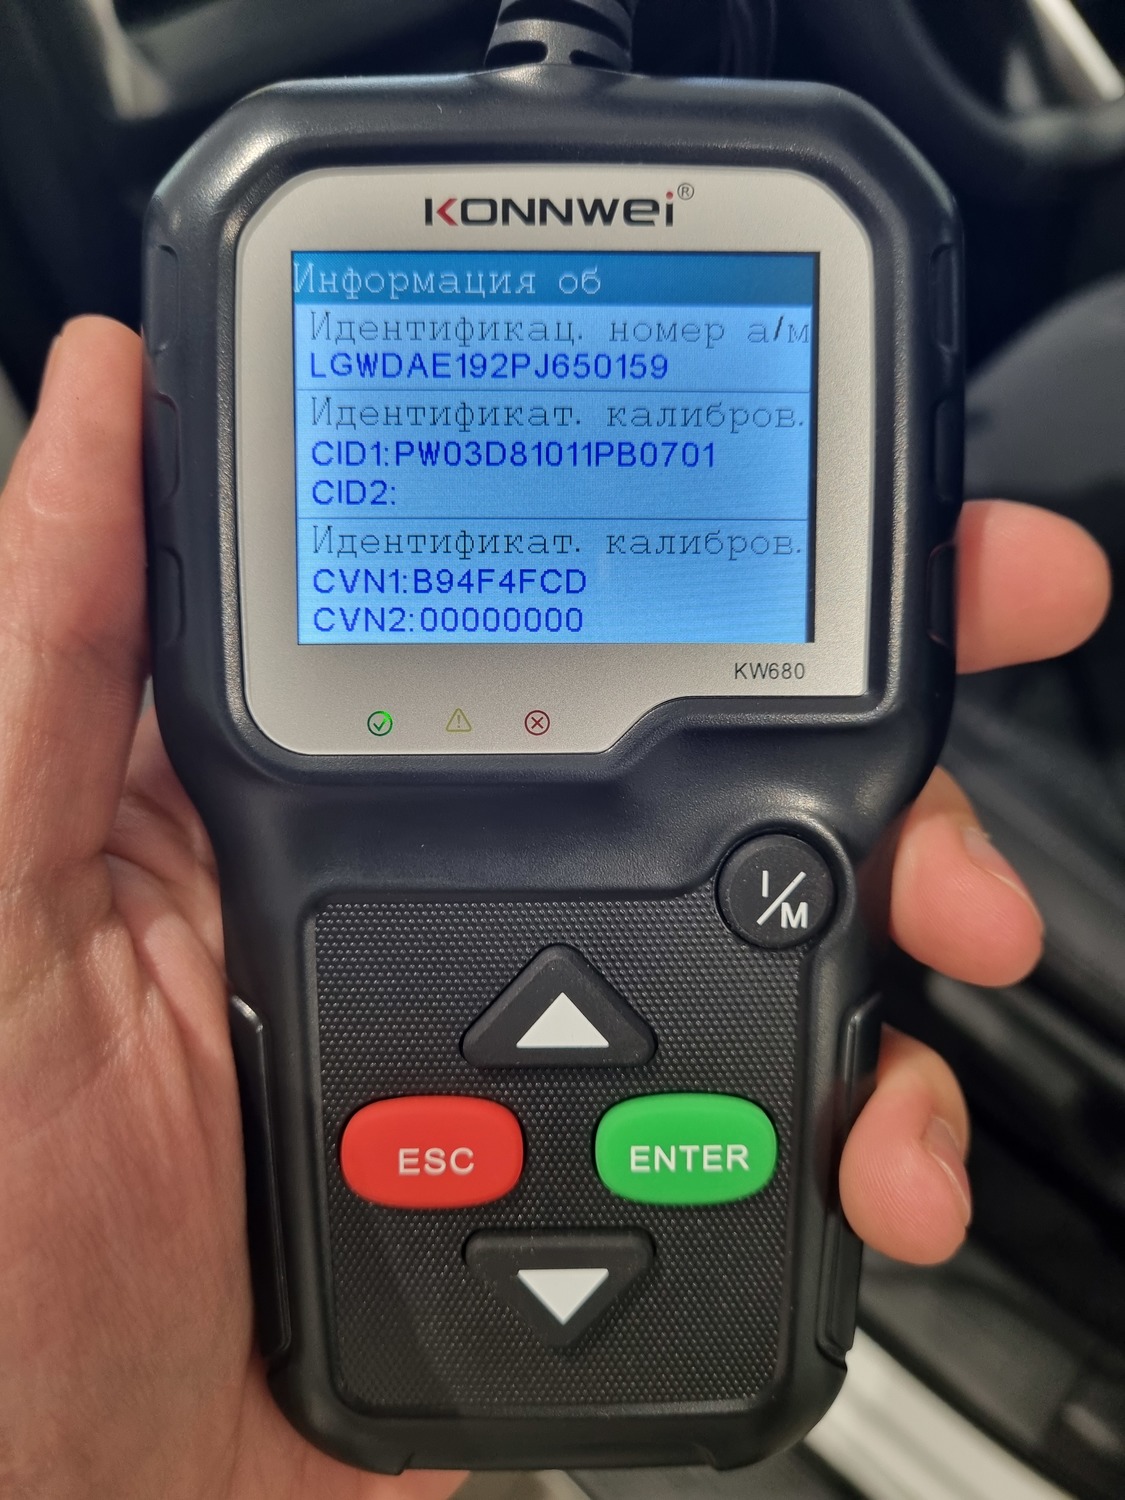 KONNWEI®
Информация об
Идентификац. номер а/м
LGWDAE192PJ650159
Идентификат. калибров.
CID1:PW03D81011PB0701
CID2:
Идентификат. калибров.
CVN1:B94F4FCD
CVN2:00000000
KW680
I/M
ESC
ENTER